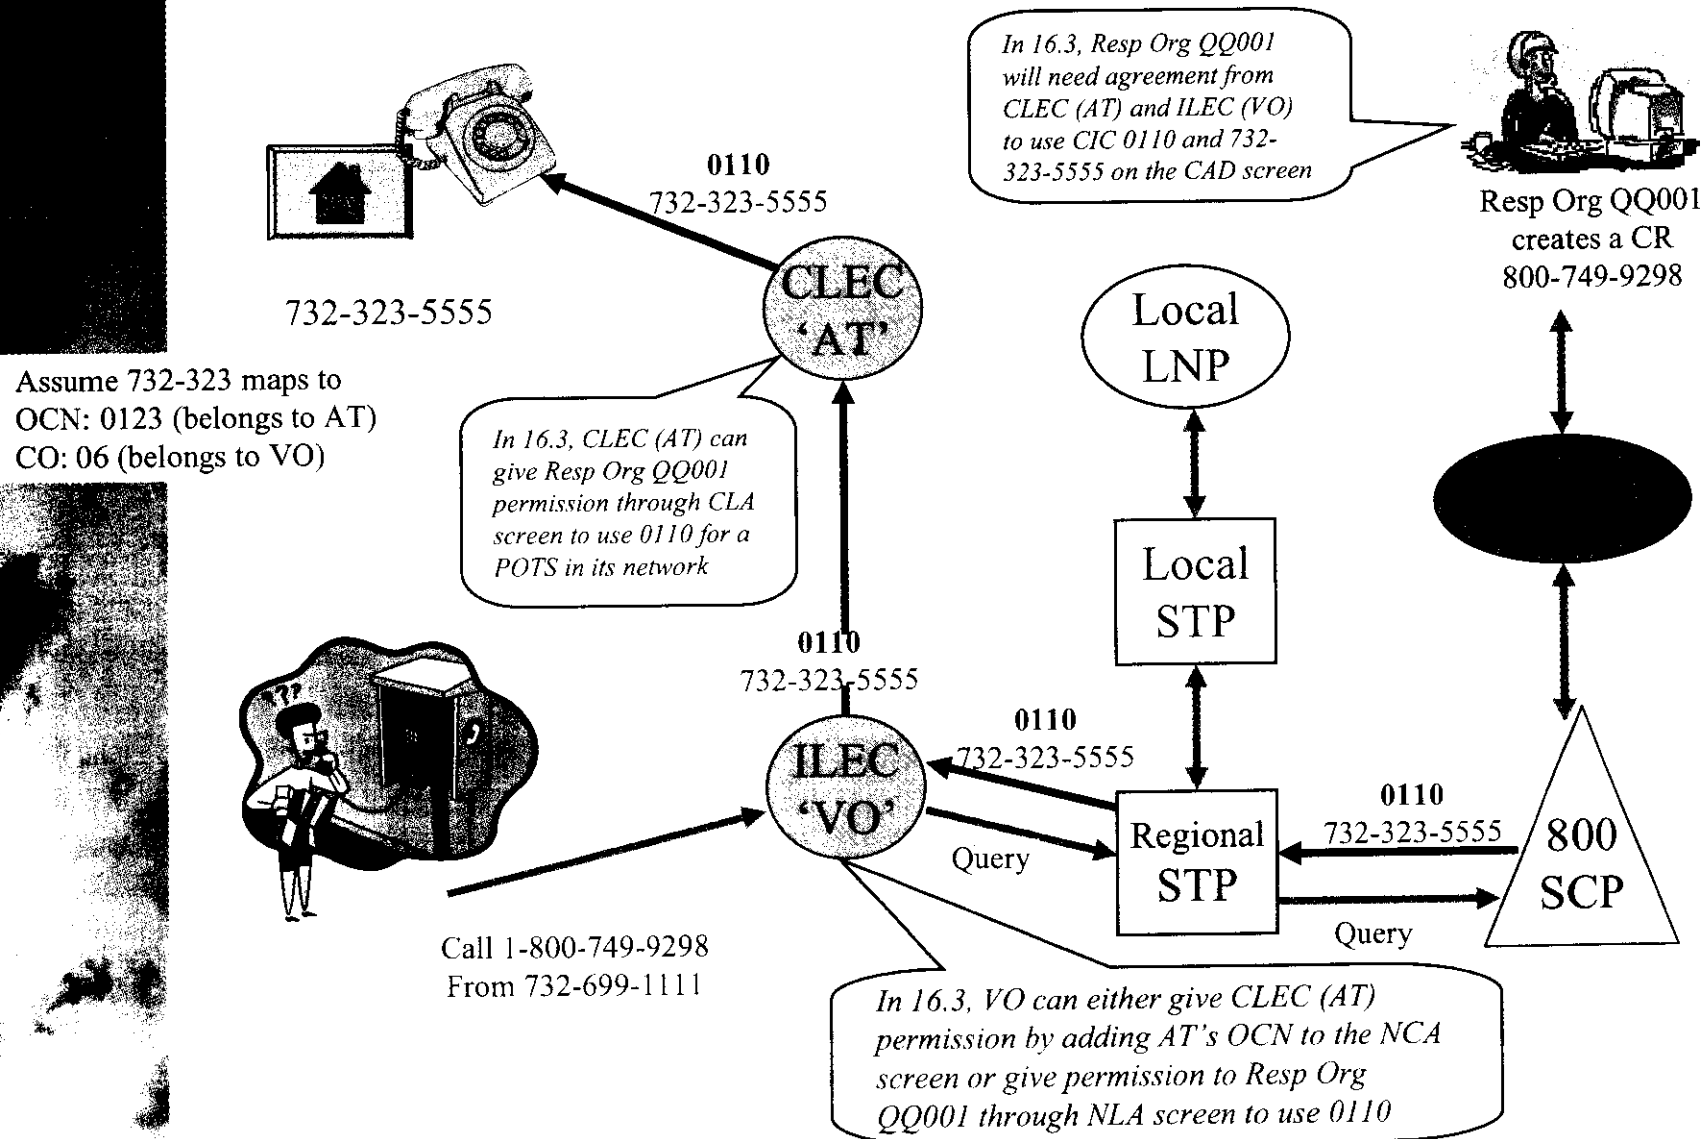 In 16.3, Resp Org QQ001
will need agreement from
CLEC (AT) and ILEC (VO)
to use CIC 0110 and 732-
323-5555 on the CAD screen
Resp Org QQ001
creates a CR
800-749-9298
0110
732-323-5555
732-323-5555
CLEC
'AT'
Local
LNP
Assume 732-323 maps to
OCN: 0123 (belongs to AT)
CO: 06 (belongs to VO)
In 16.3, CLEC (AT) can
give Resp Org QQ001
permission through CLA
screen to use 0110 for a
POTS in its network
Local
STP
0110
732-323-5555
???
ILEC
'VO'
0110
732-323-5555
Query
Regional
STP
0110
732-323-5555
Query
800
SCP
Call 1-800-749-9298
From 732-699-1111
In 16.3, VO can either give CLEC (AT)
permission by adding AT's OCN to the NCA
screen or give permission to Resp Org
QQ001 through NLA screen to use 0110